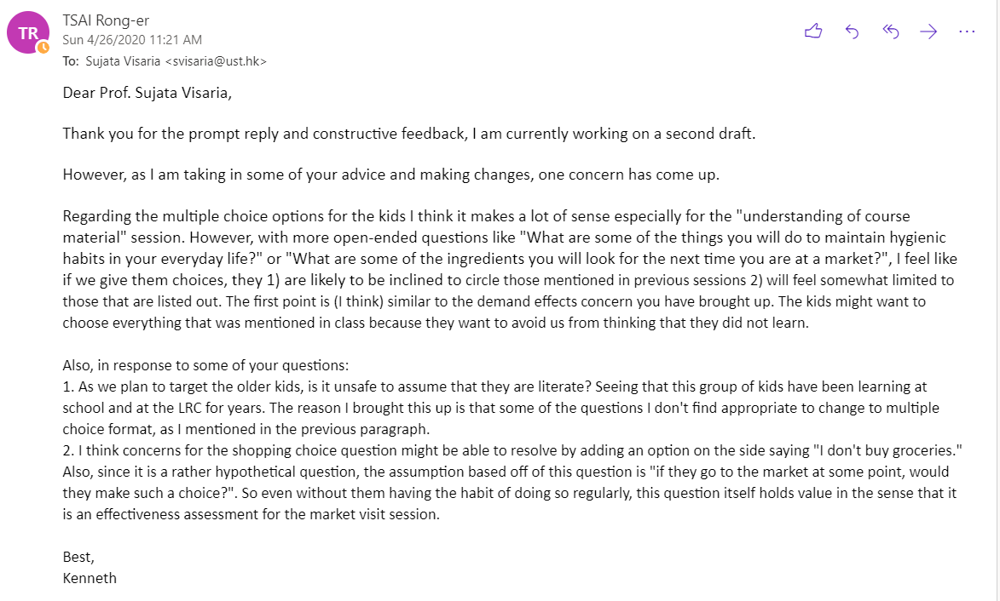 TR
TSAI Rong-er
Sun 4/26/2020 11:21 AM
To: Sujata Visaria <svisaria@ust.hk>
Dear Prof. Sujata Visaria,
Thank you for the prompt reply and constructive feedback, I am currently working on a second draft.
However, as I am taking in some of your advice and making changes, one concern has come up.
Regarding the multiple choice options for the kids I think it makes a lot of sense especially for the "understanding of course
material" session. However, with more open-ended questions like "What are some of the things you will do to maintain hygienic
habits in your everyday life?" or "What are some of the ingredients you will look for the next time you are at a market?", I feel like
if we give them choices, they 1) are likely to be inclined to circle those mentioned in previous sessions 2) will feel somewhat limited to
those that are listed out. The first point is (I think) similar to the demand effects concern you have brought up. The kids might want to
choose everything that was mentioned in class because they want to avoid us from thinking that they did not learn.
Also, in response to some of your questions:
1. As we plan to target the older kids, is it unsafe to assume that they are literate? Seeing that this group of kids have been learning at
school and at the LRC for years. The reason I brought this up is that some of the questions I don't find appropriate to change to multiple
choice format, as I mentioned in the previous paragraph.
2. I think concerns for the shopping choice question might be able to resolve by adding an option on the side saying "I don't buy groceries."
Also, since it is a rather hypothetical question, the assumption based off of this question is "if they go to the market at some point, would
they make such a choice?". So even without them having the habit of doing so regularly, this question itself holds value in the sense that it
is an effectiveness assessment for the market visit session.
Best,
Kenneth